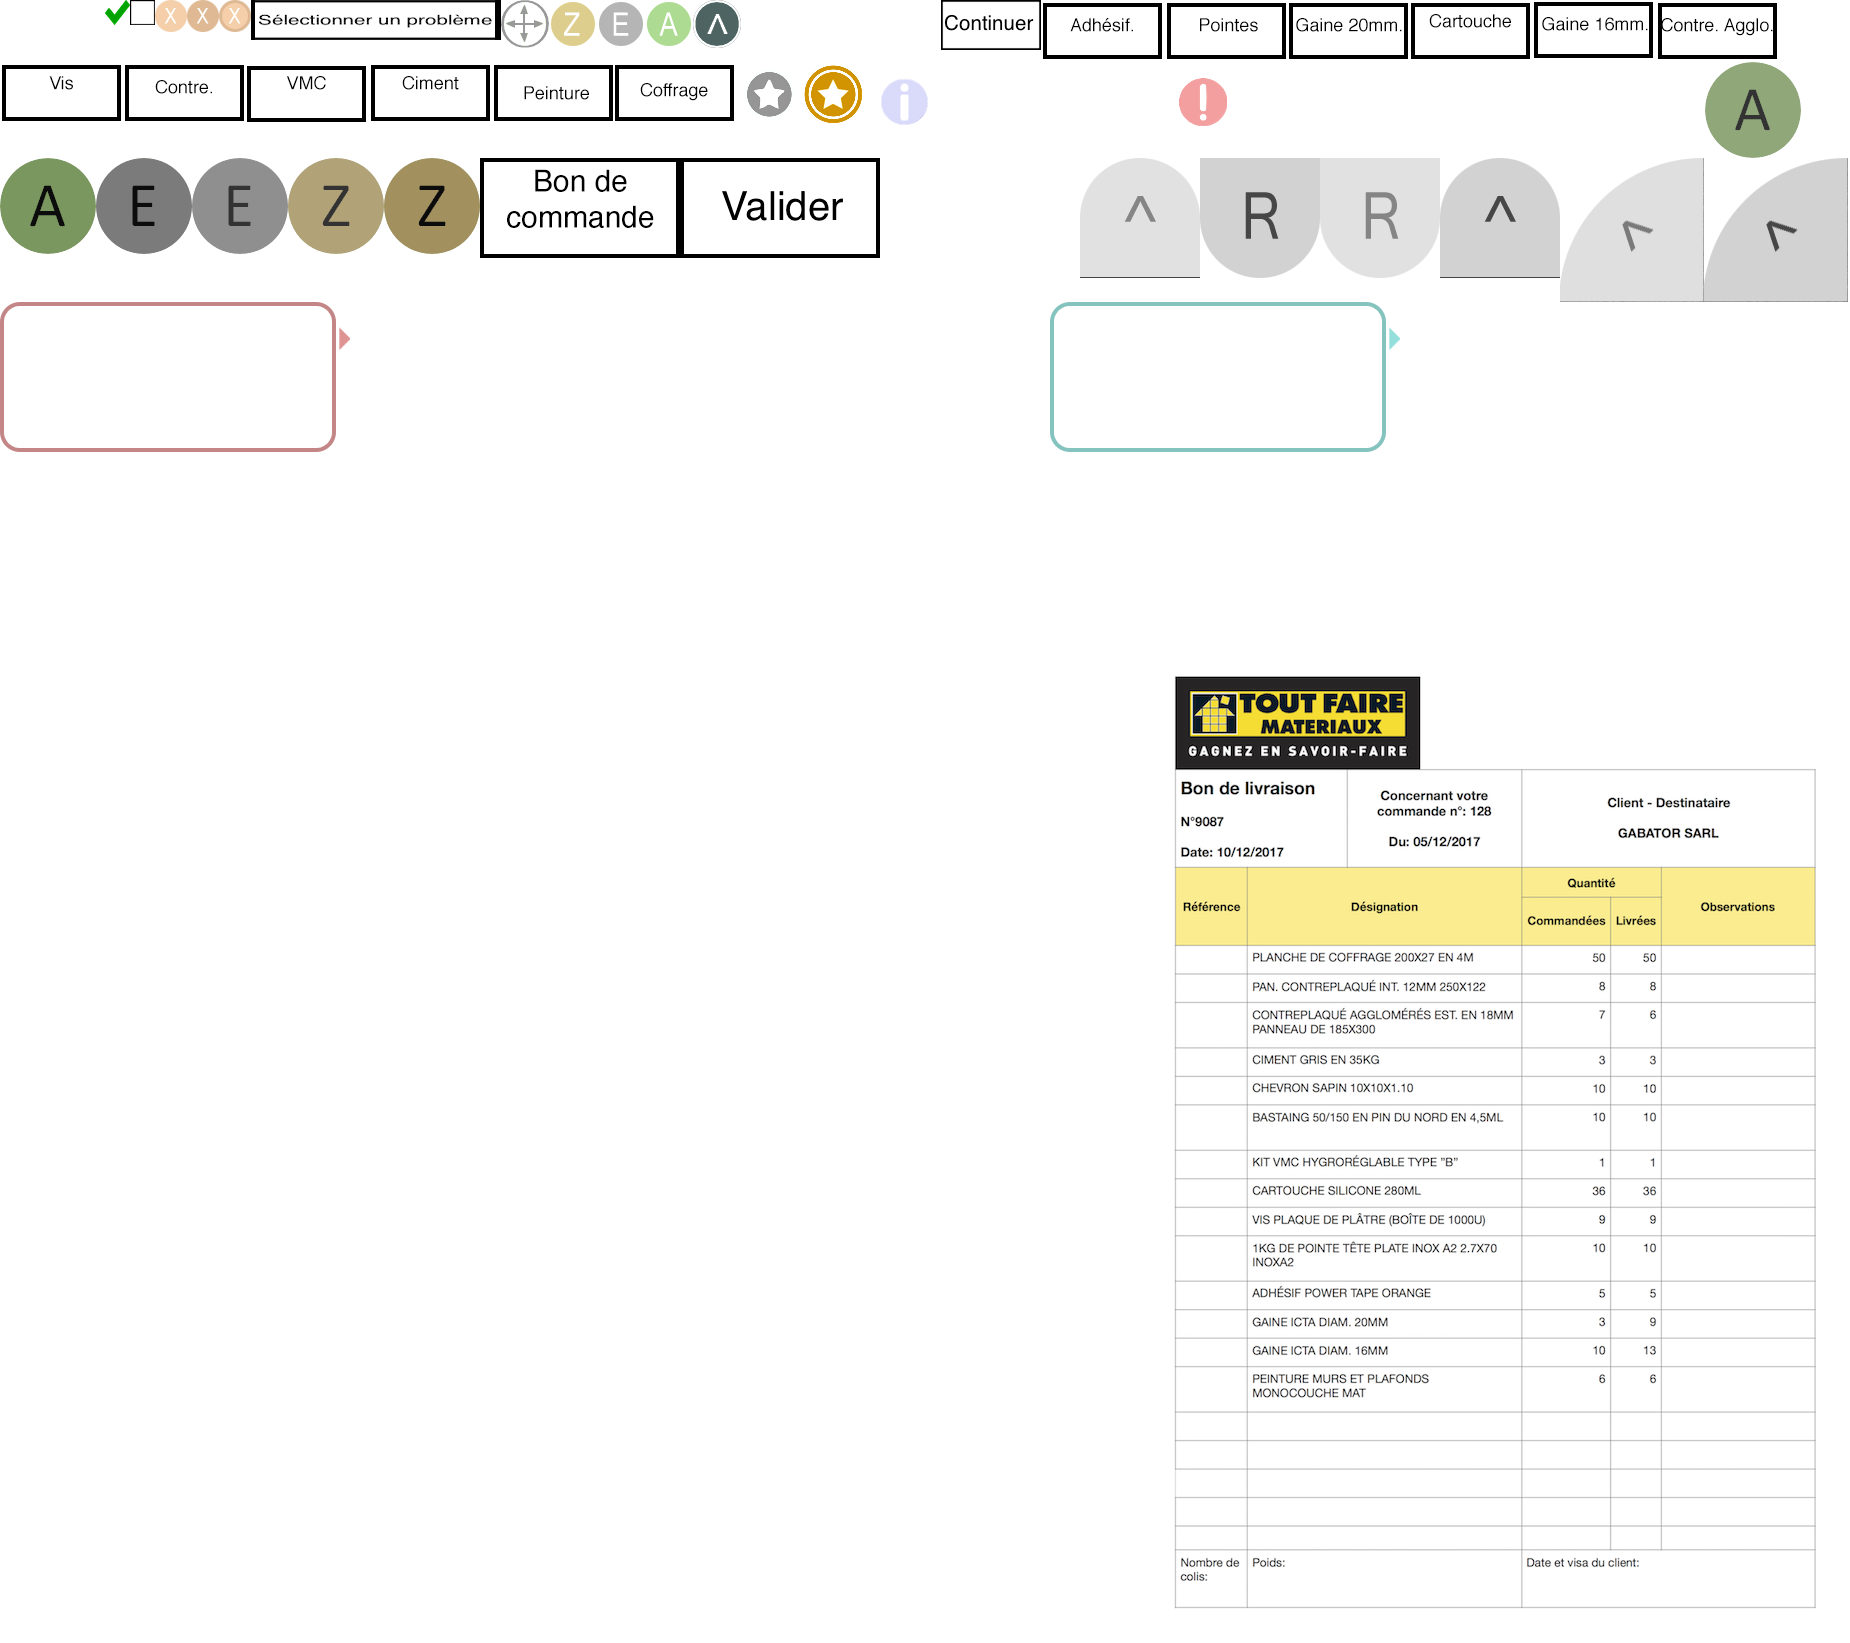 X X X Sélectionner un problème Z E A Λ Continuer Adhésif. Pointes Gaine 20mm. Cartouche Gaine 16mm. Contre. Agglo.
Vis Contre. VMC Ciment Peinture Coffrage i ! A
A E E Z Z Bon de commande Valider ^ R R ^ < <
TOUT FAIRE
MATERIAUX
GAGNEZ EN SAVOIR-FAIRE
Bon de livraison
N°9087
Date: 10/12/2017
Concernant votre
commande n°: 128
Du: 05/12/2017
Client - Destinataire
GABATOR SARL
Référence Désignation Quantité Observations
Commandées Livrées
PLANCHE DE COFFRAGE 200X27 EN 4M 50 50
PAN. CONTREPLAQUÉ INT. 12MM 250X122 8 8
CONTREPLAQUÉ AGGLOMÉRÉS EST. EN 18MM 7 6
PANNEAU DE 185X300
CIMENT GRIS EN 35KG 3 3
CHEVRON SAPIN 10X10X1.10 10 10
BASTAING 50/150 EN PIN DU NORD EN 4,5ML 10 10
KIT VMC HYGRORÉGLABLE TYPE "B" 1 1
CARTOUCHE SILICONE 280ML 36 36
VIS PLAQUE DE PLÂTRE (BOÎTE DE 1000U) 9 9
1KG DE POINTE TÊTE PLATE INOX A2 2.7X70 10 10
INOXA2
ADHÉSIF POWER TAPE ORANGE 5 5
GAINE ICTA DIAM. 20MM 3 9
GAINE ICTA DIAM. 16MM 10 13
PEINTURE MURS ET PLAFONDS 6 6
MONOCOUCHE MAT
Nombre de Poids: Date et visa du client:
colis: